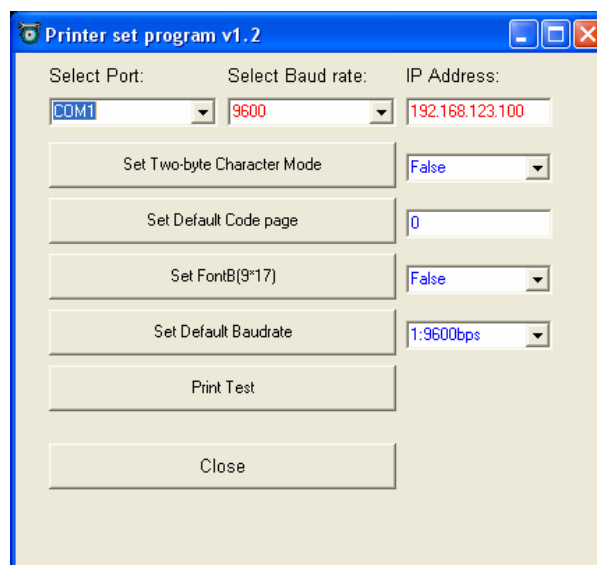 Printer set program v1.2
Select Port: Select Baud rate: IP Address:
COM1 9600 192.168.123.100
Set Two-byte Character Mode False
Set Default Code page 0
Set FontB(9*17) False
Set Default Baudrate 1:9600bps
Print Test
Close